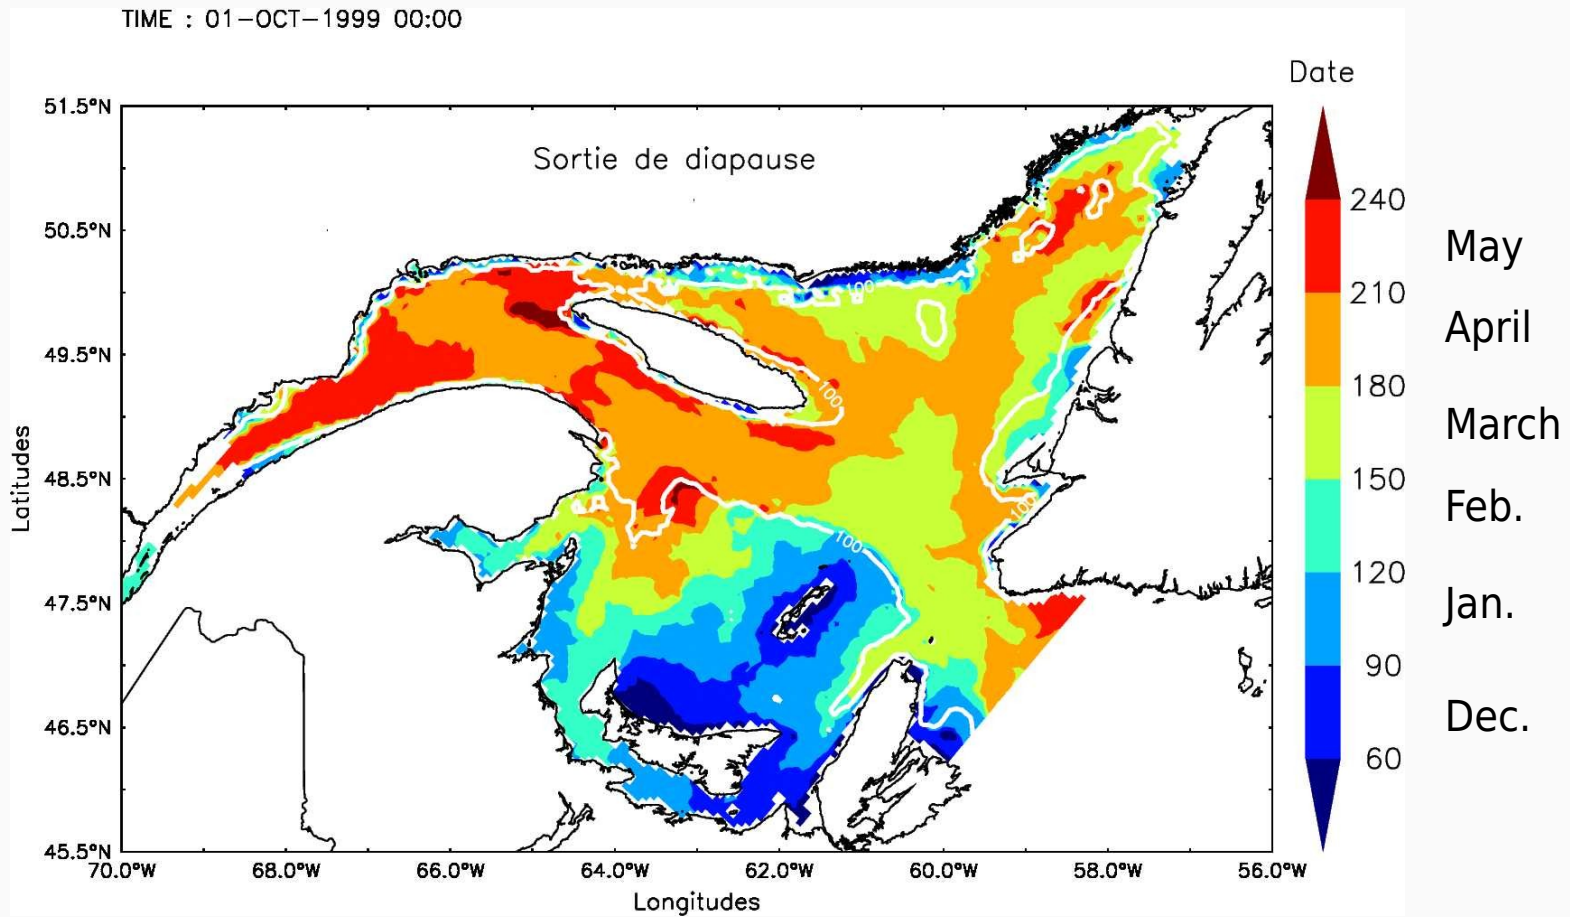 TIME : 01-OCT-1999 00:00
Date
Sortie de diapause
51.5°N
50.5°N
49.5°N
48.5°N
47.5°N
46.5°N
45.5°N
Latitudes
70.0°W 68.0°W 66.0°W 64.0°W 62.0°W 60.0°W 58.0°W 56.0°W
Longitudes
100
100
100
100
240
210
180
150
120
90
60
May
April
March
Feb.
Jan.
Dec.